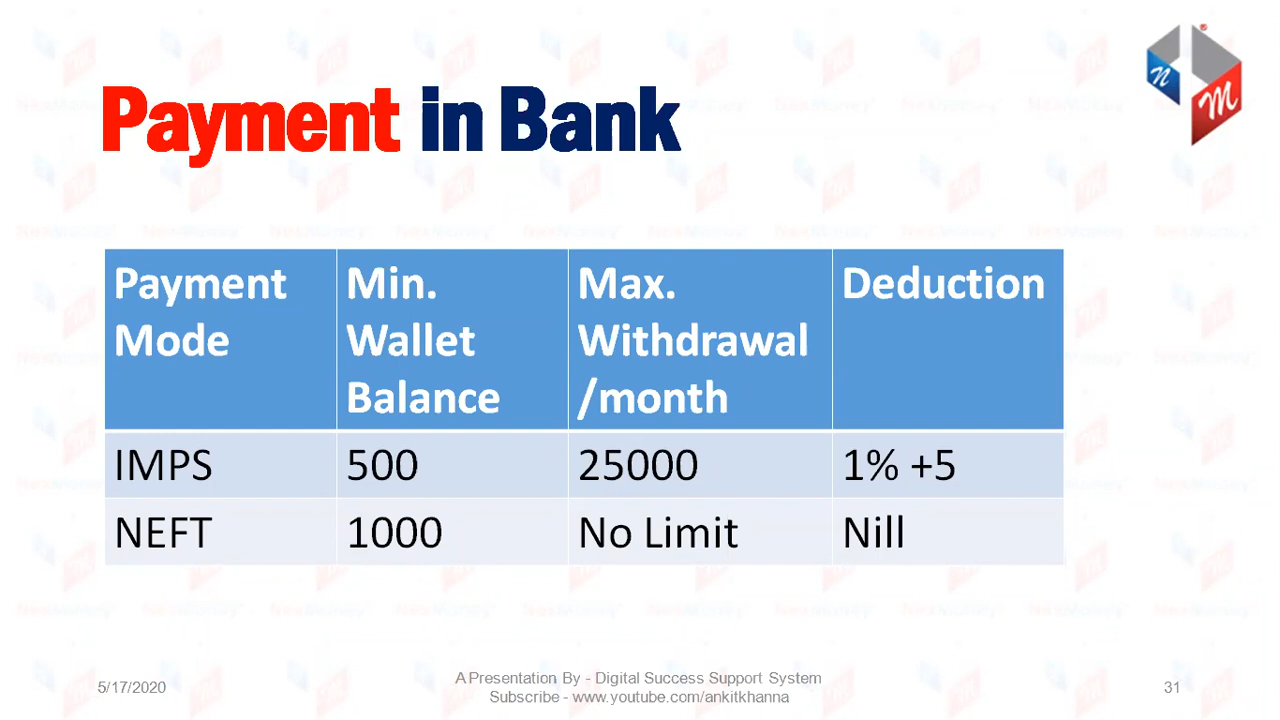 Payment in Bank
Payment Mode
Min. Wallet Balance
Max. Withdrawal /month
Deduction
IMPS 500 25000 1% +5
NEFT 1000 No Limit Nill
5/17/2020
A Presentation By - Digital Success Support System
Subscribe - www.youtube.com/ankitkhanna
31